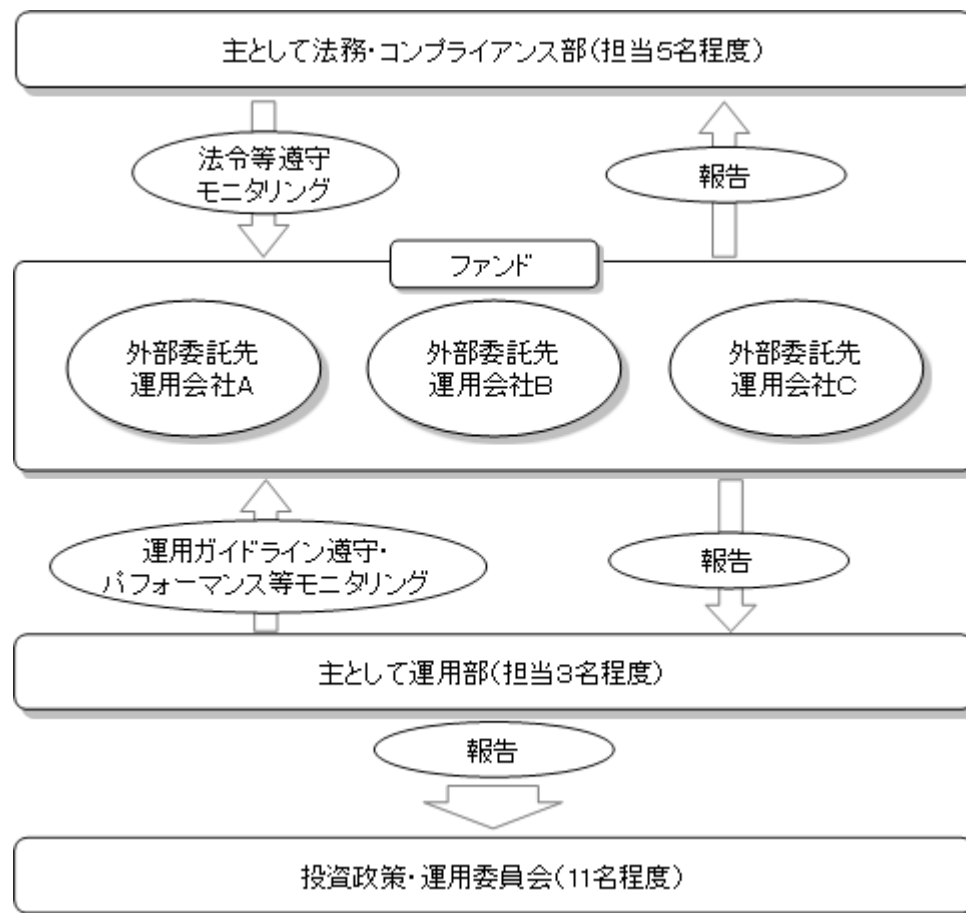 主として法務・コンプライアンス部(担当5名程度)
法令等遵守
モニタリング
報告
ファンド
外部委託先
運用会社A
外部委託先
運用会社B
外部委託先
運用会社C
運用ガイドライン遵守・
パフォーマンス等モニタリング
報告
主として運用部(担当3名程度)
報告
投資政策・運用委員会(11名程度)